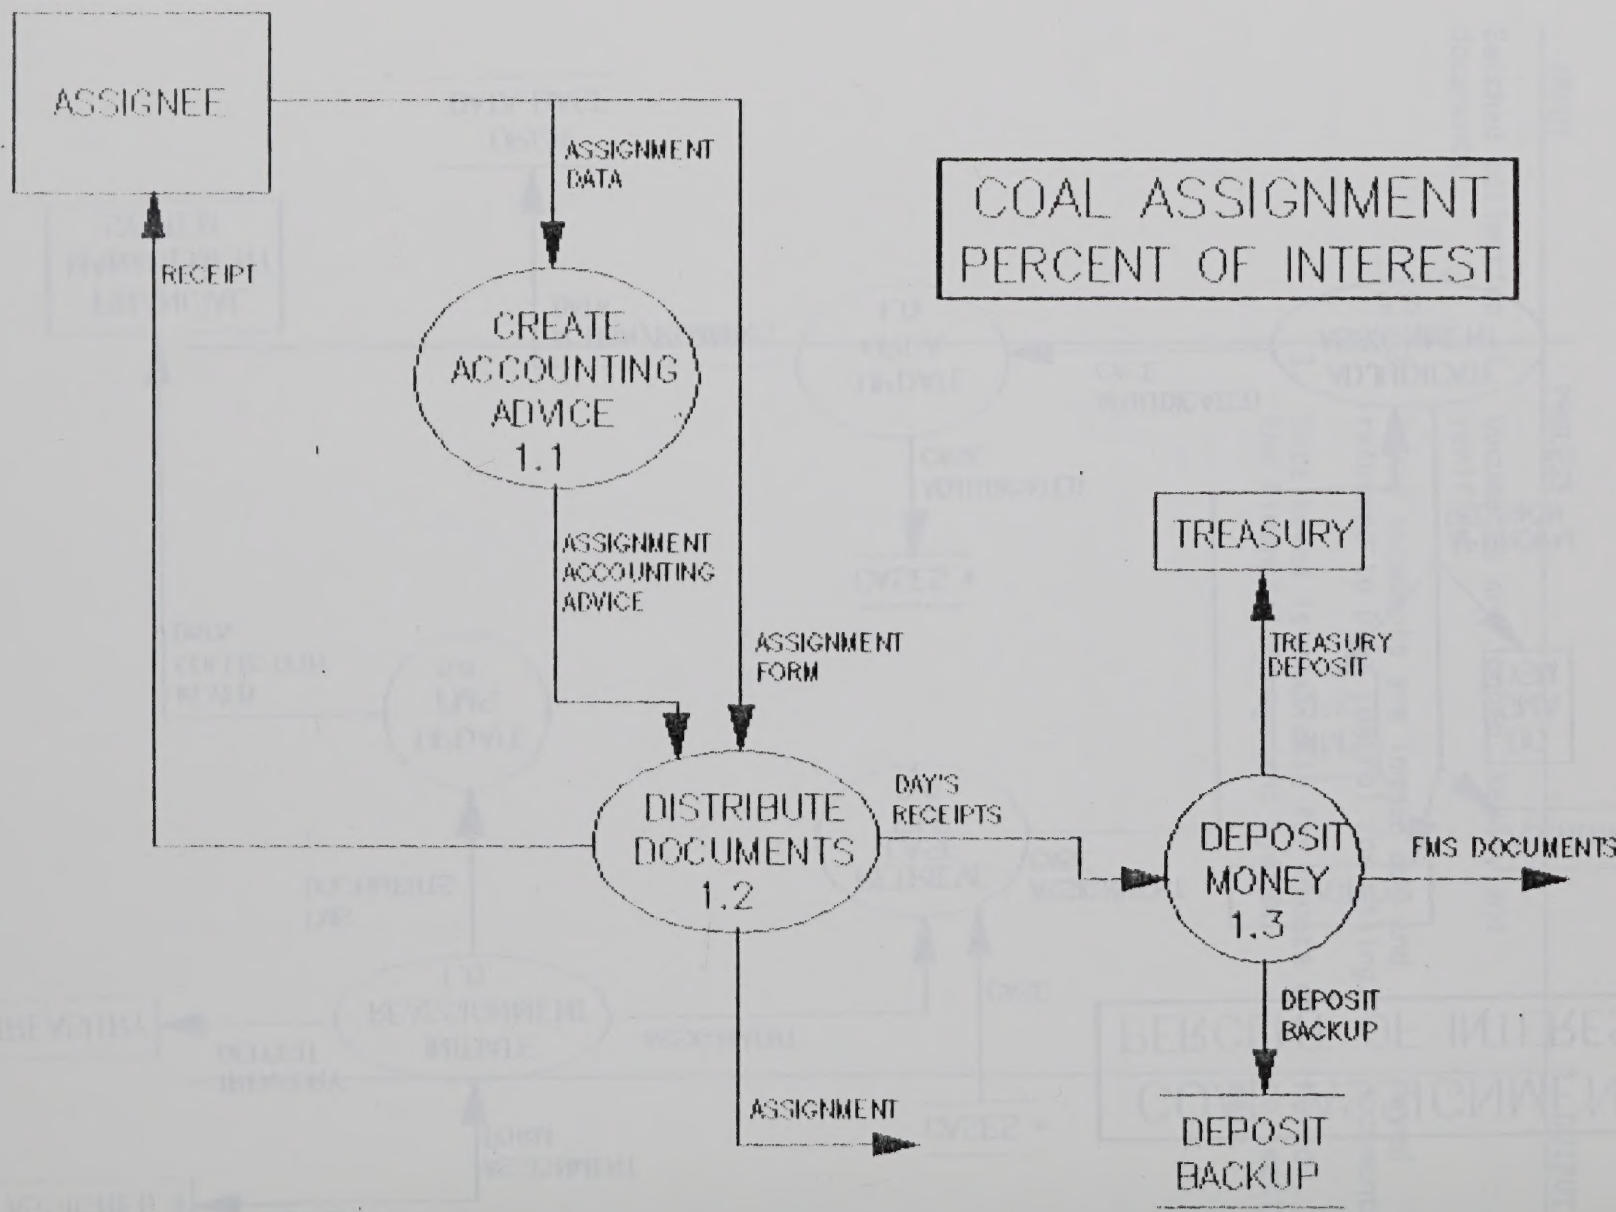 ASSIGNEE
ASSIGNMENT
DATA
COAL ASSIGNMENT
PERCENT OF INTEREST
RECEIPT
CREATE
ACCOUNTING
ADVICE
1.1
ASSIGNMENT
ACCOUNTING
ADVICE
TREASURY
ASSIGNMENT
FORM
TREASURY
DEPOSIT
DAY'S
RECEIPTS
DISTRIBUTE
DOCUMENTS
1.2
DEPOSIT
MONEY
1.3
FMS DOCUMENTS
DEPOSIT
BACKUP
ASSIGNMENT
DEPOSIT
BACKUP